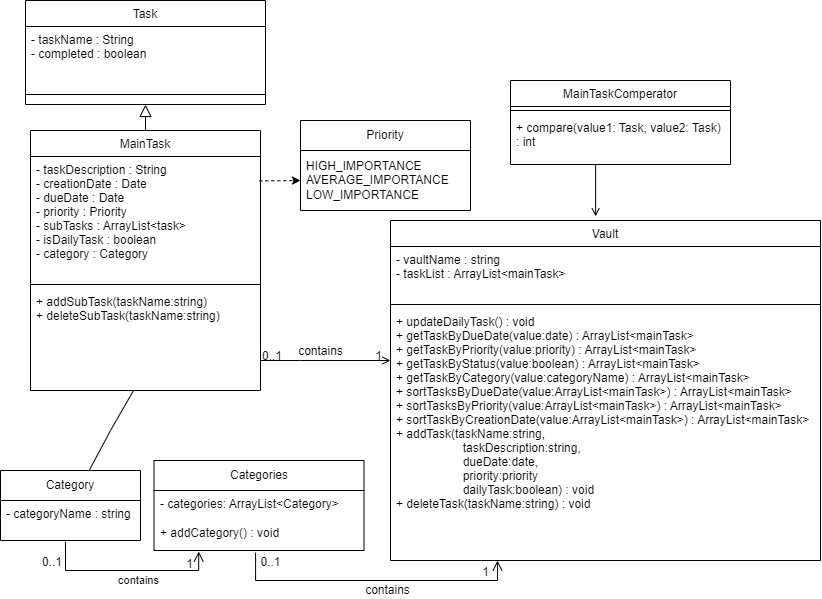 Task
- taskName : String
- completed : boolean
MainTask
- taskDescription : String
- creationDate : Date
- dueDate : Date
- priority : Priority
- subTasks : ArrayList<task>
- isDailyTask : boolean
- category : Category
+ addSubTask(taskName:string)
+ deleteSubTask(taskName:string)
Priority
HIGH_IMPORTANCE
AVERAGE_IMPORTANCE
LOW_IMPORTANCE
MainTaskComperator
+ compare(value1: Task, value2: Task)
: int
Vault
- vaultName : string
- taskList : ArrayList<mainTask>
+ updateDailyTask() : void
+ getTaskByDueDate(value:date) : ArrayList<mainTask>
+ getTaskByPriority(value:priority) : ArrayList<mainTask>
+ getTaskByStatus(value:boolean) : ArrayList<mainTask>
+ getTaskByCategory(value:categoryName) : ArrayList<mainTask>
+ sortTasksByDueDate(value:ArrayList<mainTask>) : ArrayList<mainTask>
+ sortTasksByPriority(value:ArrayList<mainTask>) : ArrayList<mainTask>
+ sortTaskByCreationDate(value:ArrayList<mainTask>) : ArrayList<mainTask>
+ addTask(taskName:string,
taskDescription:string,
dueDate:date,
priority:priority
dailyTask:boolean) : void
+ deleteTask(taskName:string) : void
0..1 contains 1
Category
- categoryName : string
Categories
- categories: ArrayList<Category>
+ addCategory() : void
0..1 1
contains
0..1 1
contains